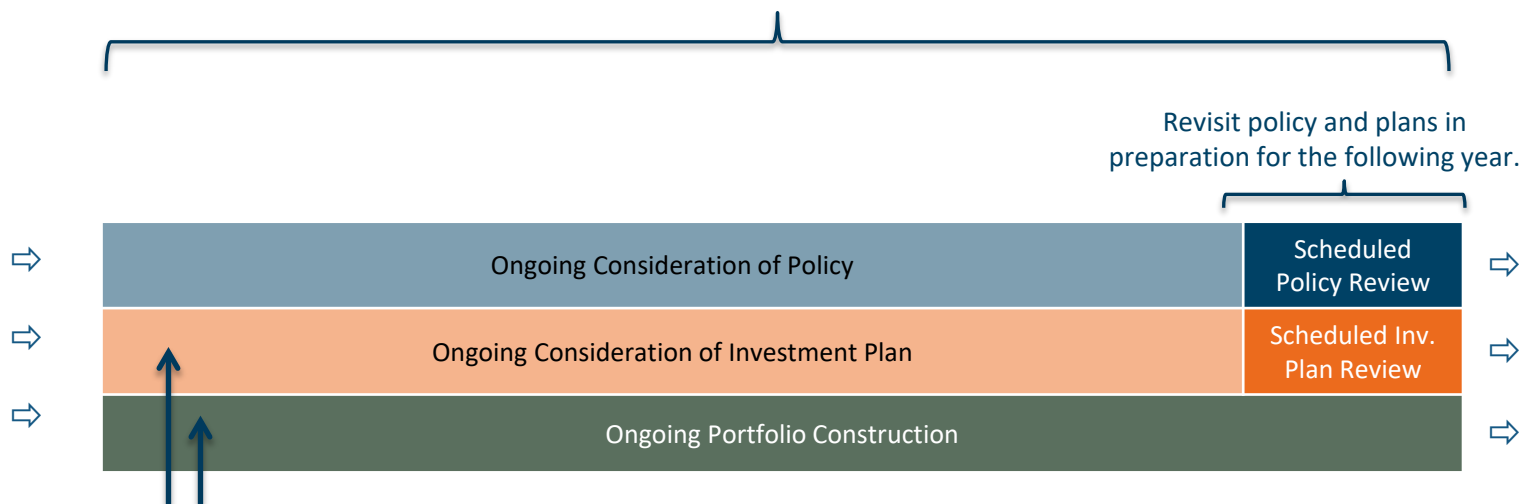 Revisit policy and plans in
preparation for the following year.
Ongoing Consideration of Policy
Scheduled
Policy Review
Ongoing Consideration of Investment Plan
Scheduled Inv.
Plan Review
Ongoing Portfolio Construction